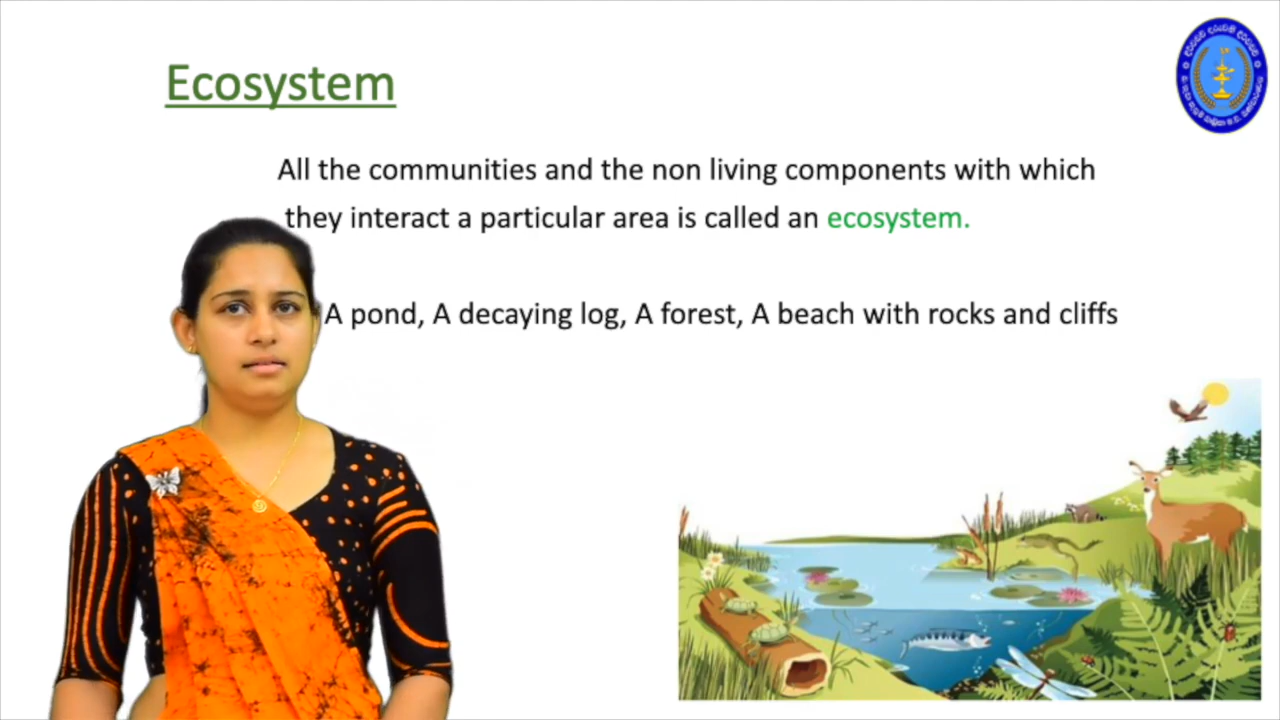 Ecosystem
All the communities and the non living components with which
they interact a particular area is called an ecosystem.
A pond, A decaying log, A forest, A beach with rocks and cliffs